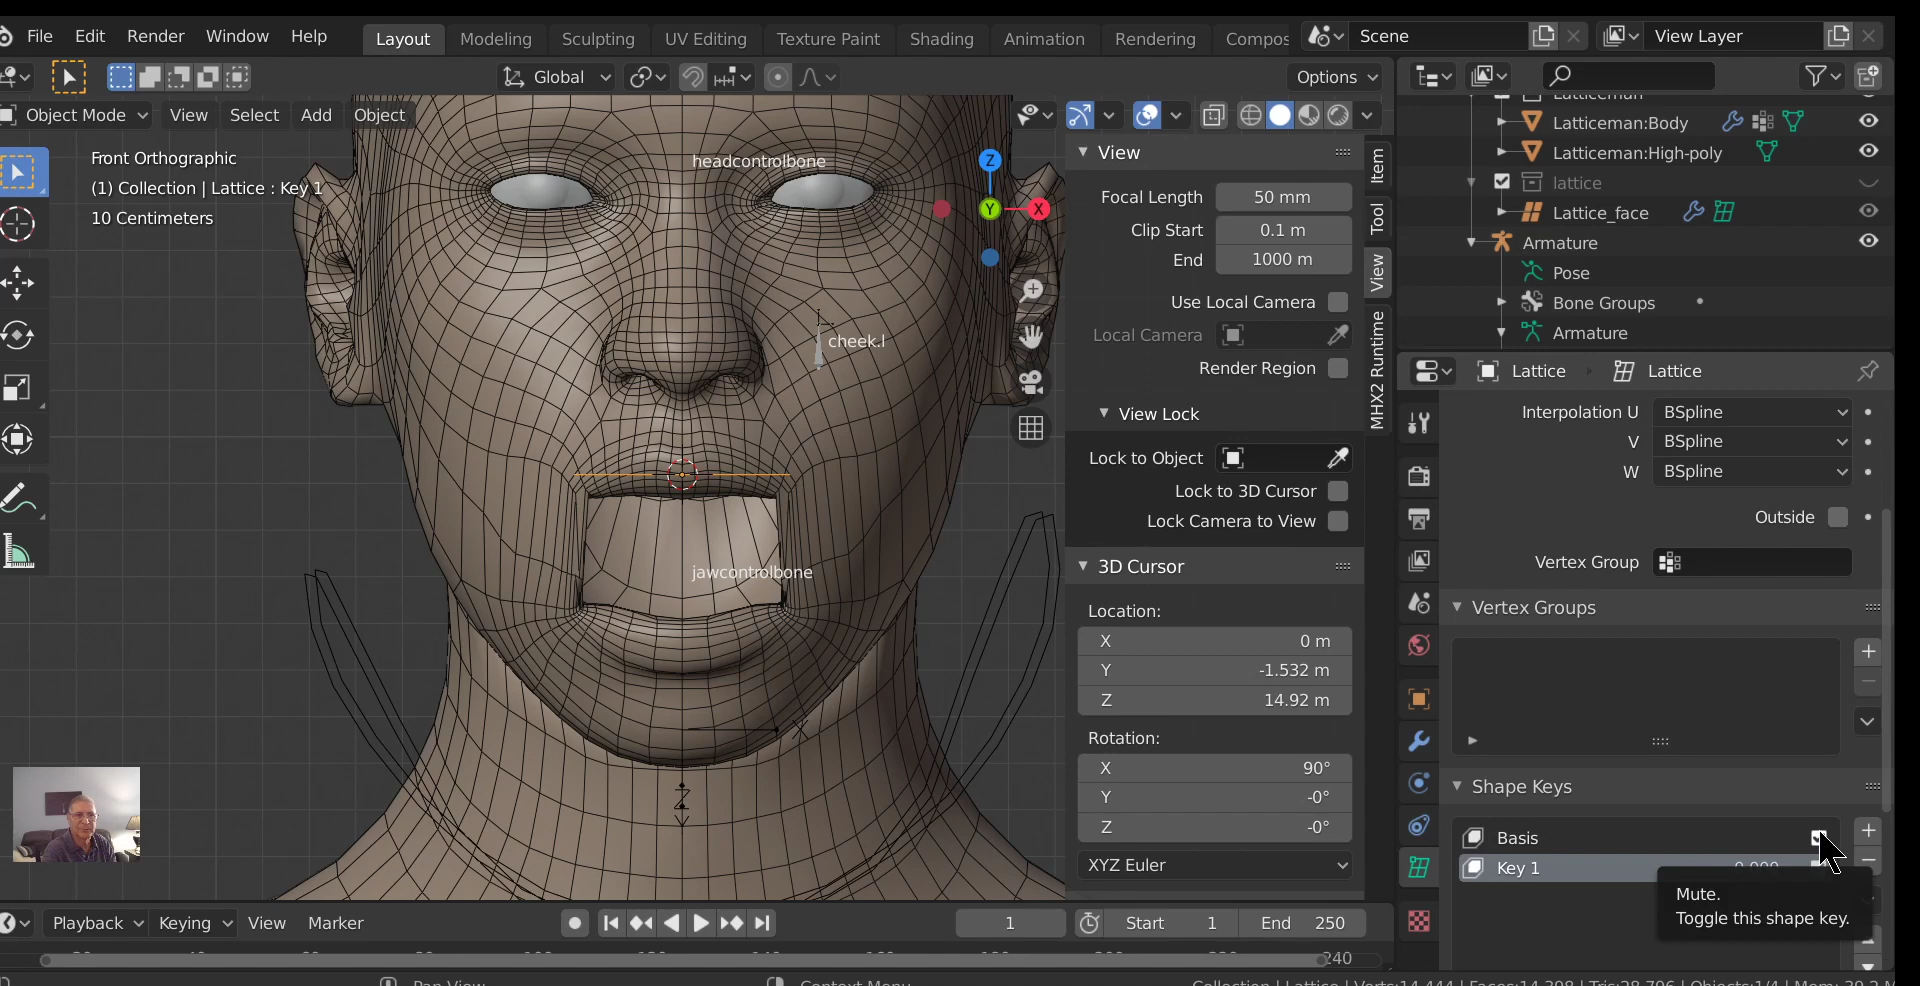 File Edit Render Window Help Layout Modeling Sculpting UV Editing Texture Paint Shading Animation Rendering Compos Scene View Layer
Global Options
Object Mode View Select Add Object
Front Orthographic
(1) Collection | Lattice : Key 1
10 Centimeters
headcontrolbone
cheek.l
jawcontrolbone
X
Z
Z
Y
X
View
Focal Length 50 mm
Clip Start 0.1 m
End 1000 m
Use Local Camera
Local Camera
Render Region
View Lock
Lock to Object
Lock to 3D Cursor
Lock Camera to View
3D Cursor
Location:
X 0 m
Y -1.532 m
Z 14.92 m
Rotation:
X 90°
Y -0°
Z -0°
XYZ Euler
Item
Tool
View
MHX2 Runtime
Latticeman:Body
Latticeman:High-poly
lattice
Lattice_face
Armature
Pose
Bone Groups
Armature
Lattice Lattice
Interpolation U BSpline
V BSpline
W BSpline
Outside
Vertex Group
Vertex Groups
Shape Keys
Basis
Key 1
Mute.
Toggle this shape key.
Playback Keying View Marker 1 Start 1 End 250
240